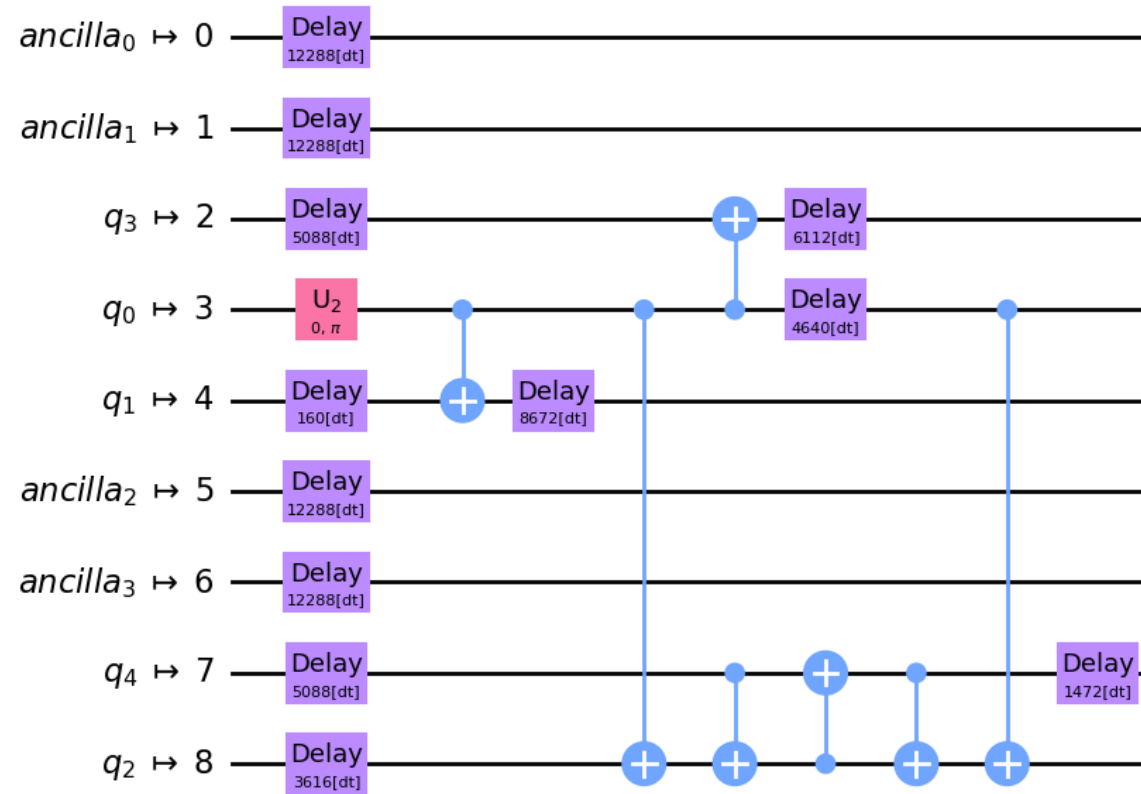 ancilla₀ ↦ 0
Delay
12288[dt]
ancilla₁ ↦ 1
Delay
12288[dt]
q₃ ↦ 2
Delay
5088[dt]
Delay
6112[dt]
q₀ ↦ 3
U₂
0, π
Delay
4640[dt]
q₁ ↦ 4
Delay
160[dt]
Delay
8672[dt]
ancilla₂ ↦ 5
Delay
12288[dt]
ancilla₃ ↦ 6
Delay
12288[dt]
q₄ ↦ 7
Delay
5088[dt]
Delay
1472[dt]
q₂ ↦ 8
Delay
3616[dt]